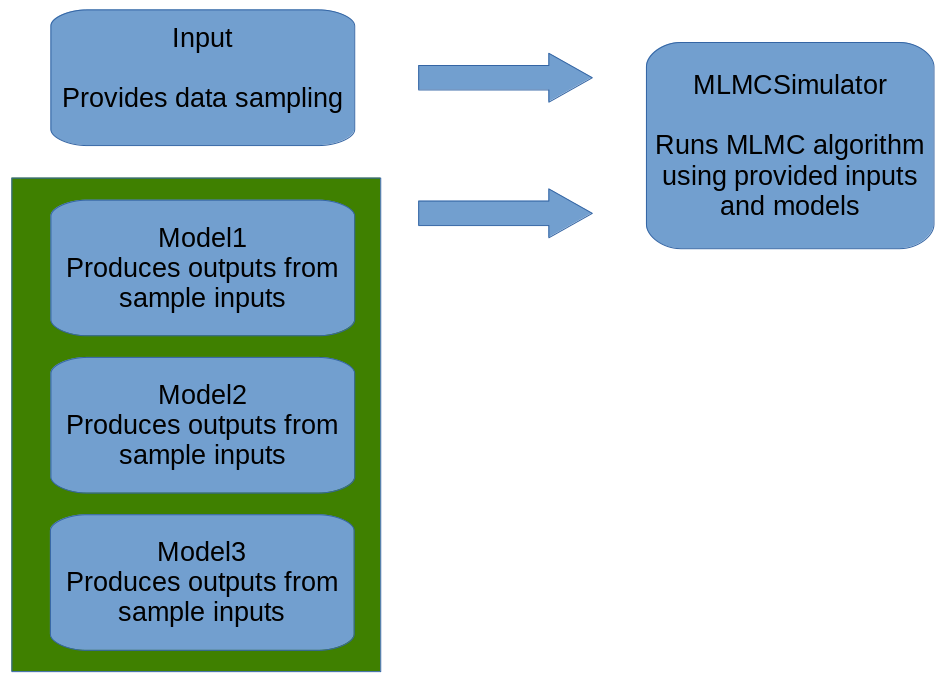 Input
Provides data sampling
Model1
Produces outputs from
sample inputs
Model2
Produces outputs from
sample inputs
Model3
Produces outputs from
sample inputs
MLMCSimulator
Runs MLMC algorithm
using provided inputs
and models